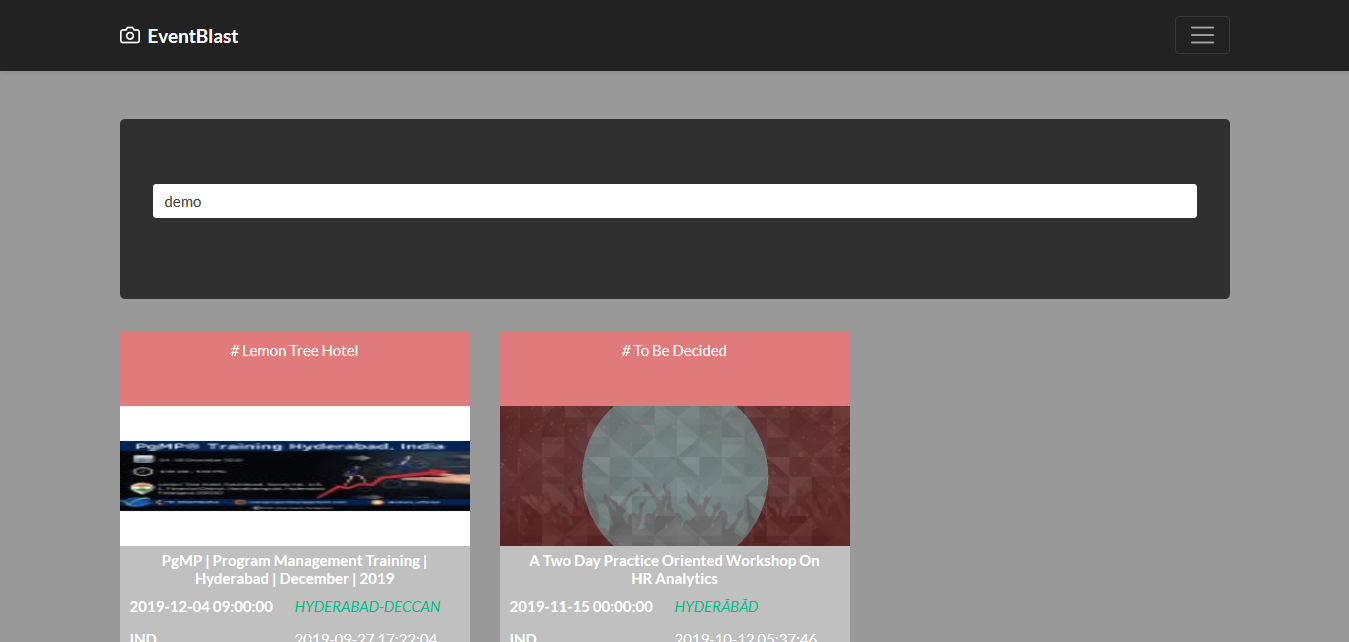 EventBlast
demo
# Lemon Tree Hotel
# To Be Decided
PgMP® Training Hyderabad, India
PgMP | Program Management Training |
Hyderabad | December | 2019
2019-12-04 09:00:00 HYDERABAD-DECCAN
IND 2019-09-27 17:22:04
A Two Day Practice Oriented Workshop On
HR Analytics
2019-11-15 00:00:00 HYDERĀBĀD
IND 2019-10-12 05:37:46